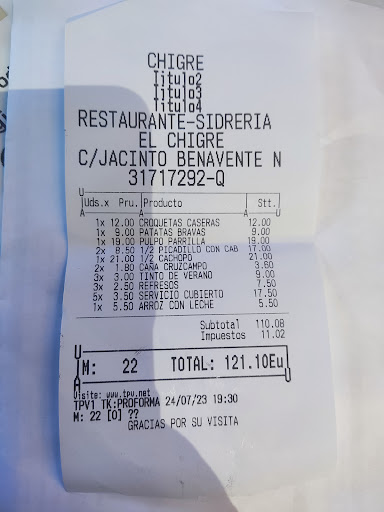 CHIGRE
Titulo2
Titulo3
Titulo4
RESTAURANTE-SIDRERIA
EL CHIGRE
C/JACINTO BENAVENTE N
31717292-Q
Uds.x Pru. Producto Stt.
1x 12.00 CROQUETAS CASERAS 12.00
1x 9.00 PATATAS BRAVAS 9.00
1x 19.00 PULPO PARRILLA 19.00
2x 8.50 1/2 PICADILLO CON CAB 17.00
1x 21.00 1/2 CACHOPO 21.00
2x 1.80 CAÑA CRUZCAMPO 3.60
3x 3.00 TINTO DE VERANO 9.00
3x 2.50 REFRESOS 7.50
5x 3.50 SERVICIO CUBIERTO 17.50
1x 5.50 ARROZ CON LECHE 5.50
Subtotal 110.08
Impuestos 11.02
M: 22 TOTAL: 121.10Eu
Visite: www.tpv.net
TPV1 TK:PROFORMA 24/07/23 19:30
M: 22 [0] ??
GRACIAS POR SU VISITA